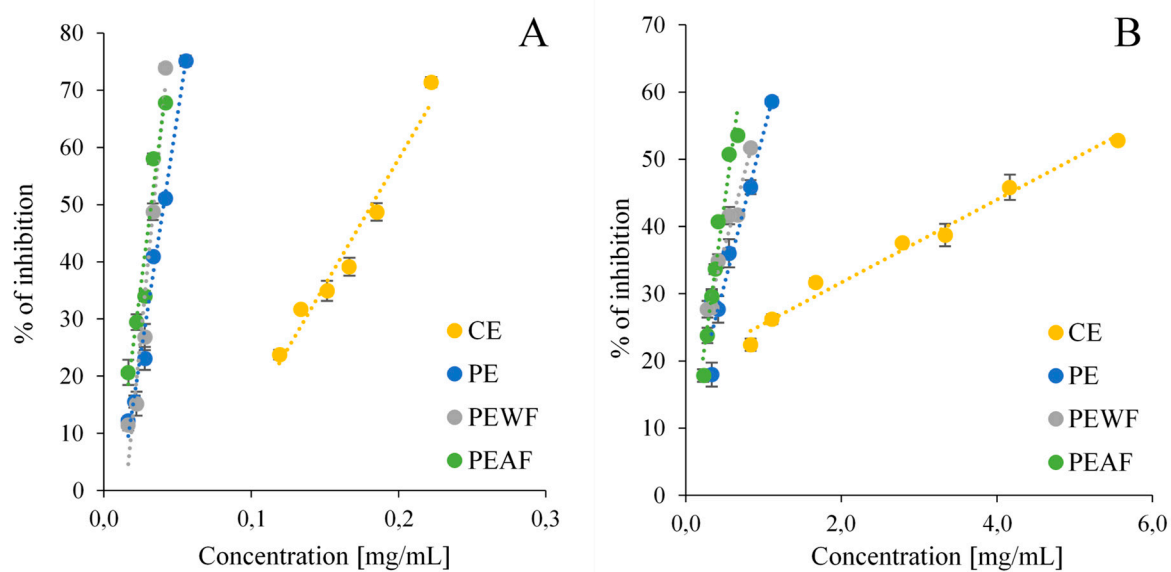 A
% of inhibition
80
70
60
50
40
30
20
10
0
0,0 0,1 0,2 0,3
Concentration [mg/mL]
CE
PE
PEWF
PEAF
B
% of inhibition
70
60
50
40
30
20
10
0
0,0 2,0 4,0 6,0
Concentration [mg/mL]
CE
PE
PEWF
PEAF